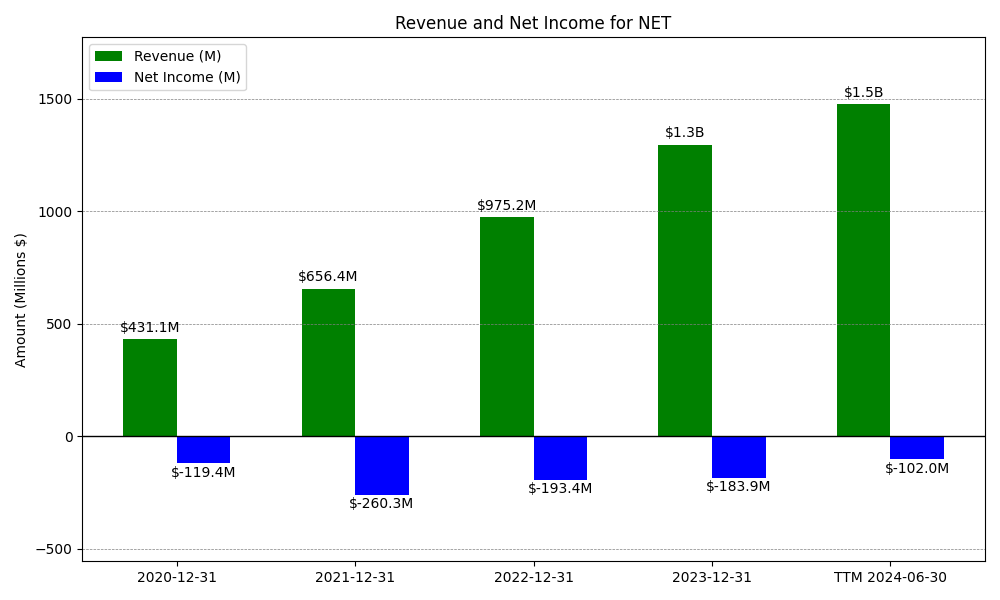 Revenue and Net Income for NET
Revenue (M)
Net Income (M)
Amount (Millions $)
1500
1000
500
0
−500
$431.1M
$-119.4M
$656.4M
$-260.3M
$975.2M
$-193.4M
$1.3B
$-183.9M
$1.5B
$-102.0M
2020-12-31
2021-12-31
2022-12-31
2023-12-31
TTM 2024-06-30